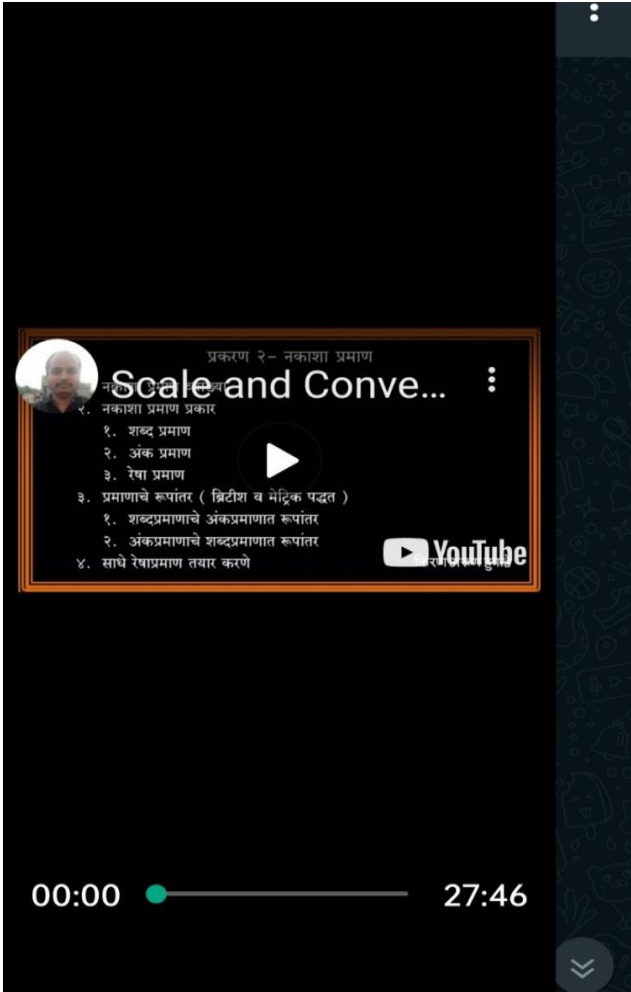 प्रकरण २- नकाशा प्रमाण
Scale and Conve...
२. नकाशा प्रमाण प्रकार
१. शब्द प्रमाण
२. अंक प्रमाण
३. रेषा प्रमाण
३. प्रमाणाचे रूपांतर ( ब्रिटीश व मेट्रिक पद्धत )
१. शब्दप्रमाणाचे अंकप्रमाणात रूपांतर
२. अंकप्रमाणाचे शब्दप्रमाणात रूपांतर
४. साधे रेषाप्रमाण तयार करणे
YouTube
00:00 27:46